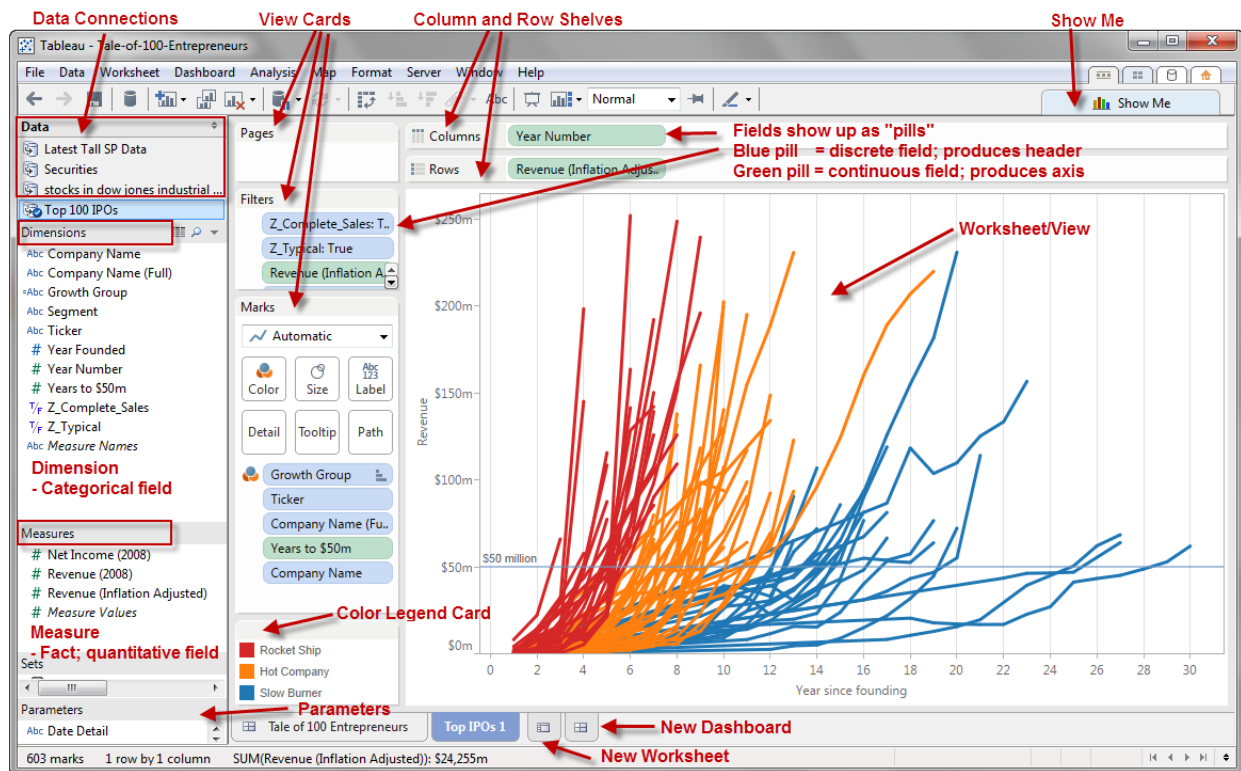 Data Connections
View Cards
Column and Row Shelves
Show Me
Tableau - Tale-of-100-Entrepreneurs
File Data Worksheet Dashboard Analysis Map Format Server Window Help
Abc
Normal
Show Me
Data
Latest Tall SP Data
Securities
stocks in dow jones industrial ...
Top 100 IPOs
Dimensions
Abc Company Name
Abc Company Name (Full)
=Abc Growth Group
Abc Segment
Abc Ticker
# Year Founded
# Year Number
# Years to $50m
T/F Z_Complete_Sales
T/F Z_Typical
Abc Measure Names
Dimension
- Categorical field
Measures
# Net Income (2008)
# Revenue (2008)
# Revenue (Inflation Adjusted)
# Measure Values
Measure
- Fact; quantitative field
Sets
Parameters
Abc Date Detail
Pages
Filters
Z_Complete_Sales: T..
Z_Typical: True
Revenue (Inflation A..
Marks
Automatic
Color
Size
Abc
123
Label
Detail
Tooltip
Path
Growth Group
Ticker
Company Name (Fu..
Years to $50m
Company Name
Color Legend Card
Rocket Ship
Hot Company
Slow Burner
Parameters
Columns
Year Number
Rows
Revenue (Inflation Adjus..
Fields show up as "pills"
Blue pill = discrete field; produces header
Green pill = continuous field; produces axis
Worksheet/View
$250m
$200m
$150m
$100m
$50m
$0m
Revenue
$50 million
0 2 4 6 8 10 12 14 16 18 20 22 24 26 28 30
Year since founding
Tale of 100 Entrepreneurs
Top IPOs 1
New Dashboard
New Worksheet
603 marks 1 row by 1 column SUM(Revenue (Inflation Adjusted)): $24,255m